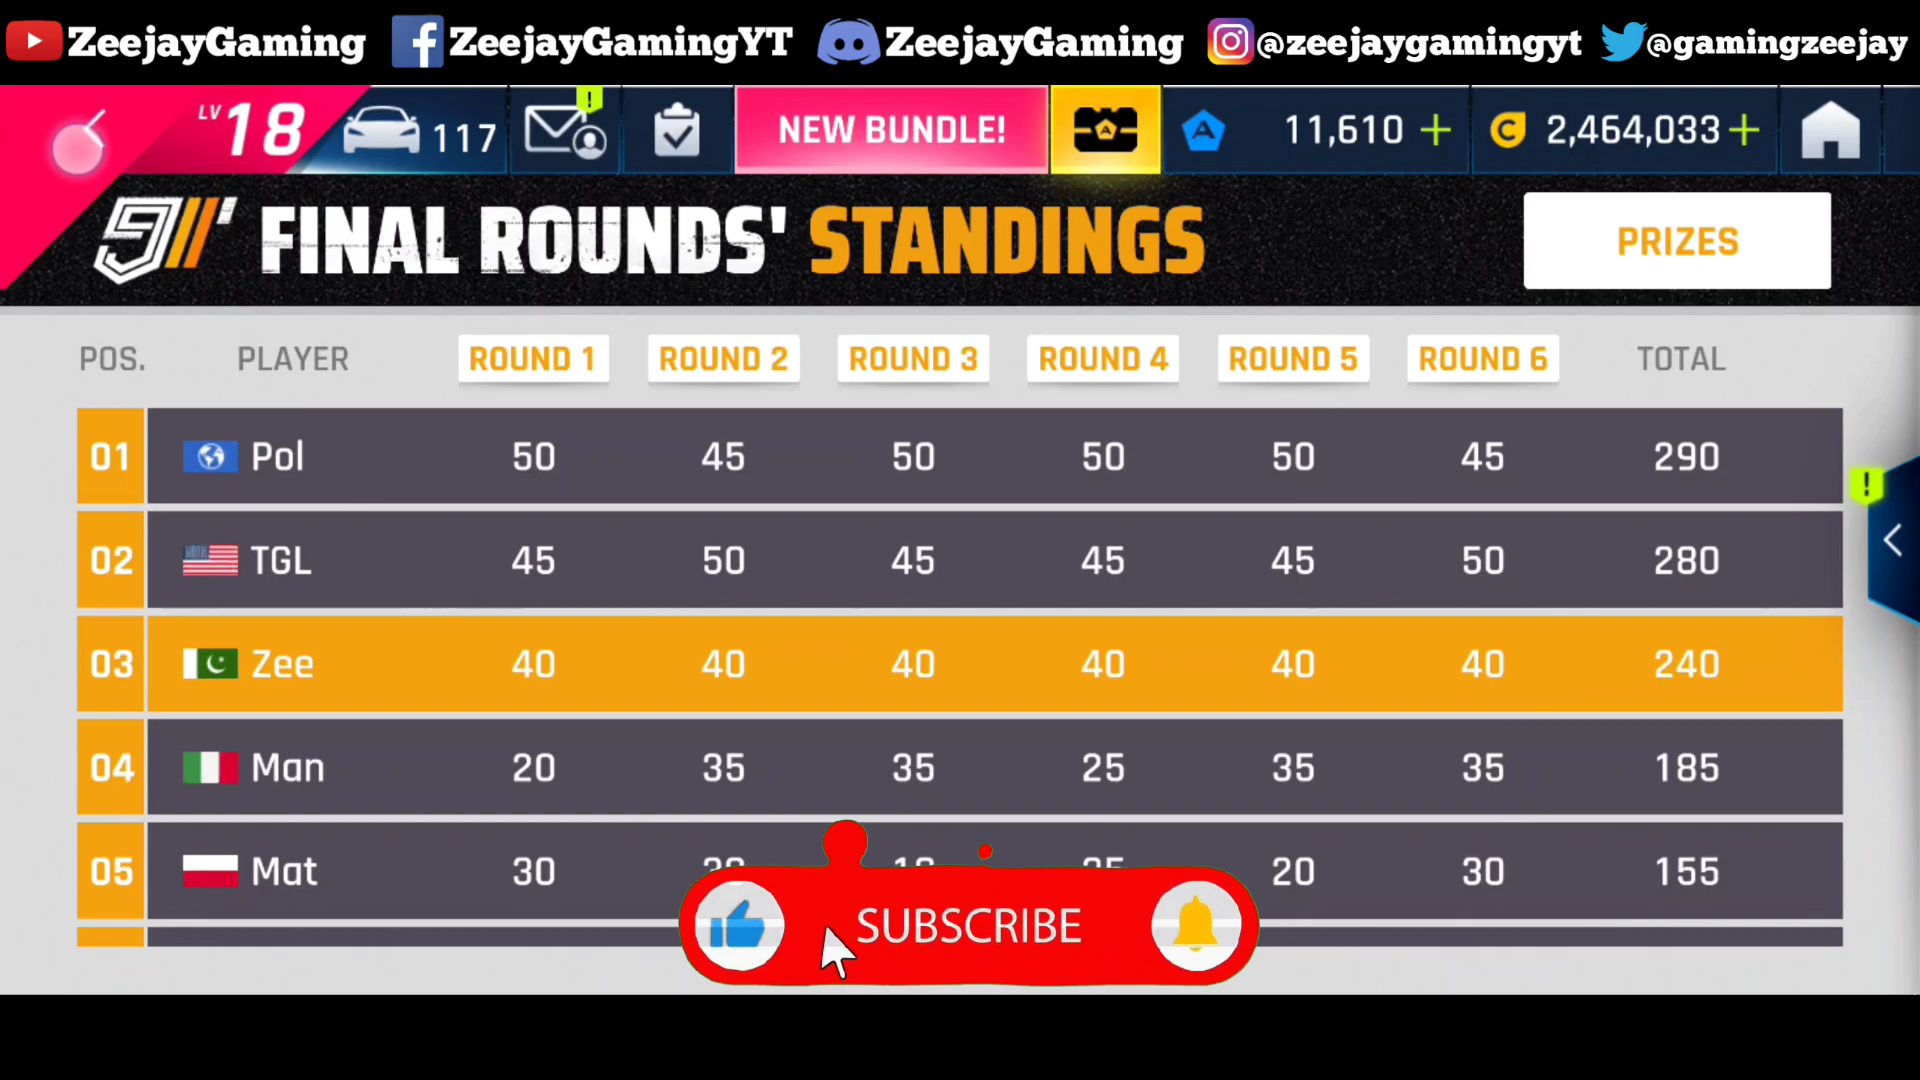 ZeejayGaming ZeejayGamingYT ZeejayGaming @zeejaygamingyt @gamingzeejay
LV 18 117 ! NEW BUNDLE! 11,610 + 2,464,033 +
FINAL ROUNDS' STANDINGS PRIZES
POS. PLAYER ROUND 1 ROUND 2 ROUND 3 ROUND 4 ROUND 5 ROUND 6 TOTAL
01 Pol 50 45 50 50 50 45 290
02 TGL 45 50 45 45 45 50 280
03 Zee 40 40 40 40 40 40 240
04 Man 20 35 35 25 35 35 185
05 Mat 30 20 30 155
SUBSCRIBE